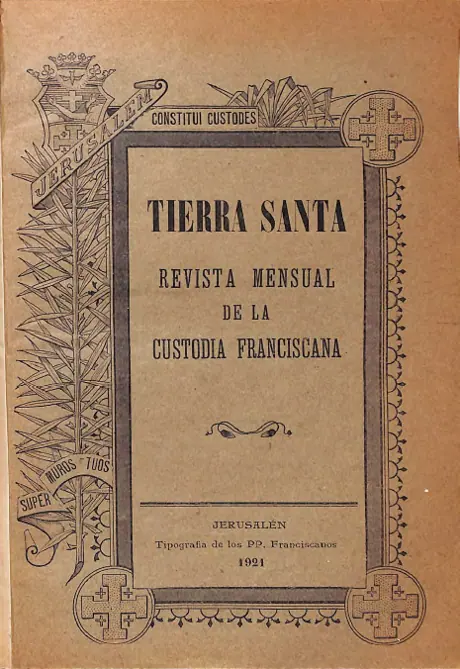 JERUSALEM
CONSTITUI CUSTODES
TIERRA SANTA
REVISTA MENSUAL
DE LA
CUSTODIA FRANCISCANA
SUPER MUROS TUOS
JERUSALÉN
Tipografía de los PP. Franciscanos
1921